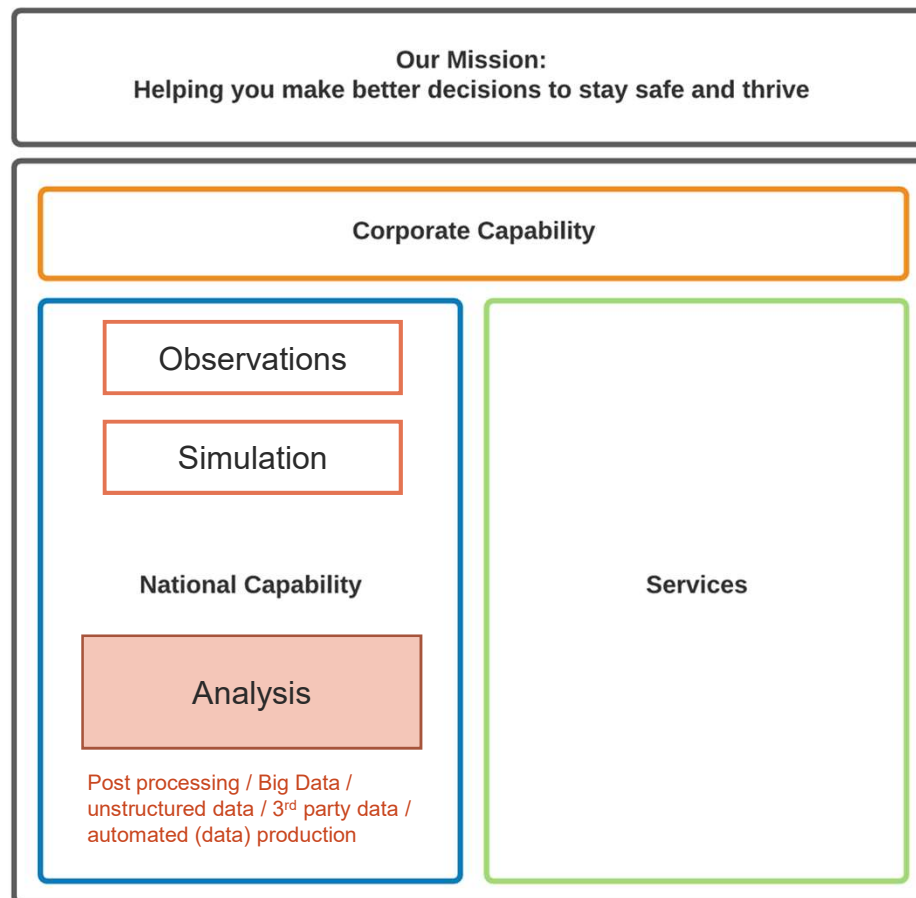 Our Mission:
Helping you make better decisions to stay safe and thrive
Corporate Capability
Observations
Simulation
National Capability
Services
Analysis
Post processing / Big Data /
unstructured data / 3rd party data /
automated (data) production